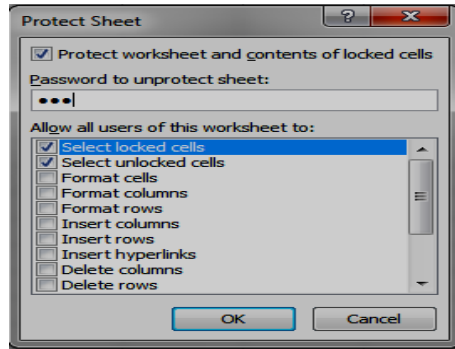 Protect Sheet
Protect worksheet and contents of locked cells
Password to unprotect sheet:
•••
Allow all users of this worksheet to:
Select locked cells
Select unlocked cells
Format cells
Format columns
Format rows
Insert columns
Insert rows
Insert hyperlinks
Delete columns
Delete rows
OK Cancel